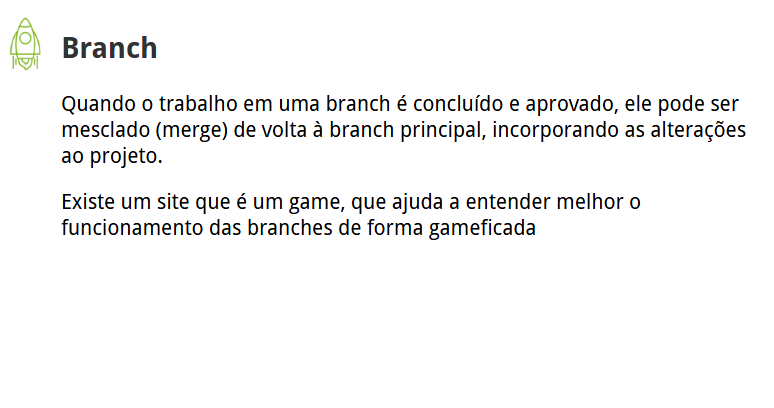 Branch
Quando o trabalho em uma branch é concluído e aprovado, ele pode ser
mesclado (merge) de volta à branch principal, incorporando as alterações
ao projeto.
Existe um site que é um game, que ajuda a entender melhor o
funcionamento das branches de forma gameficada